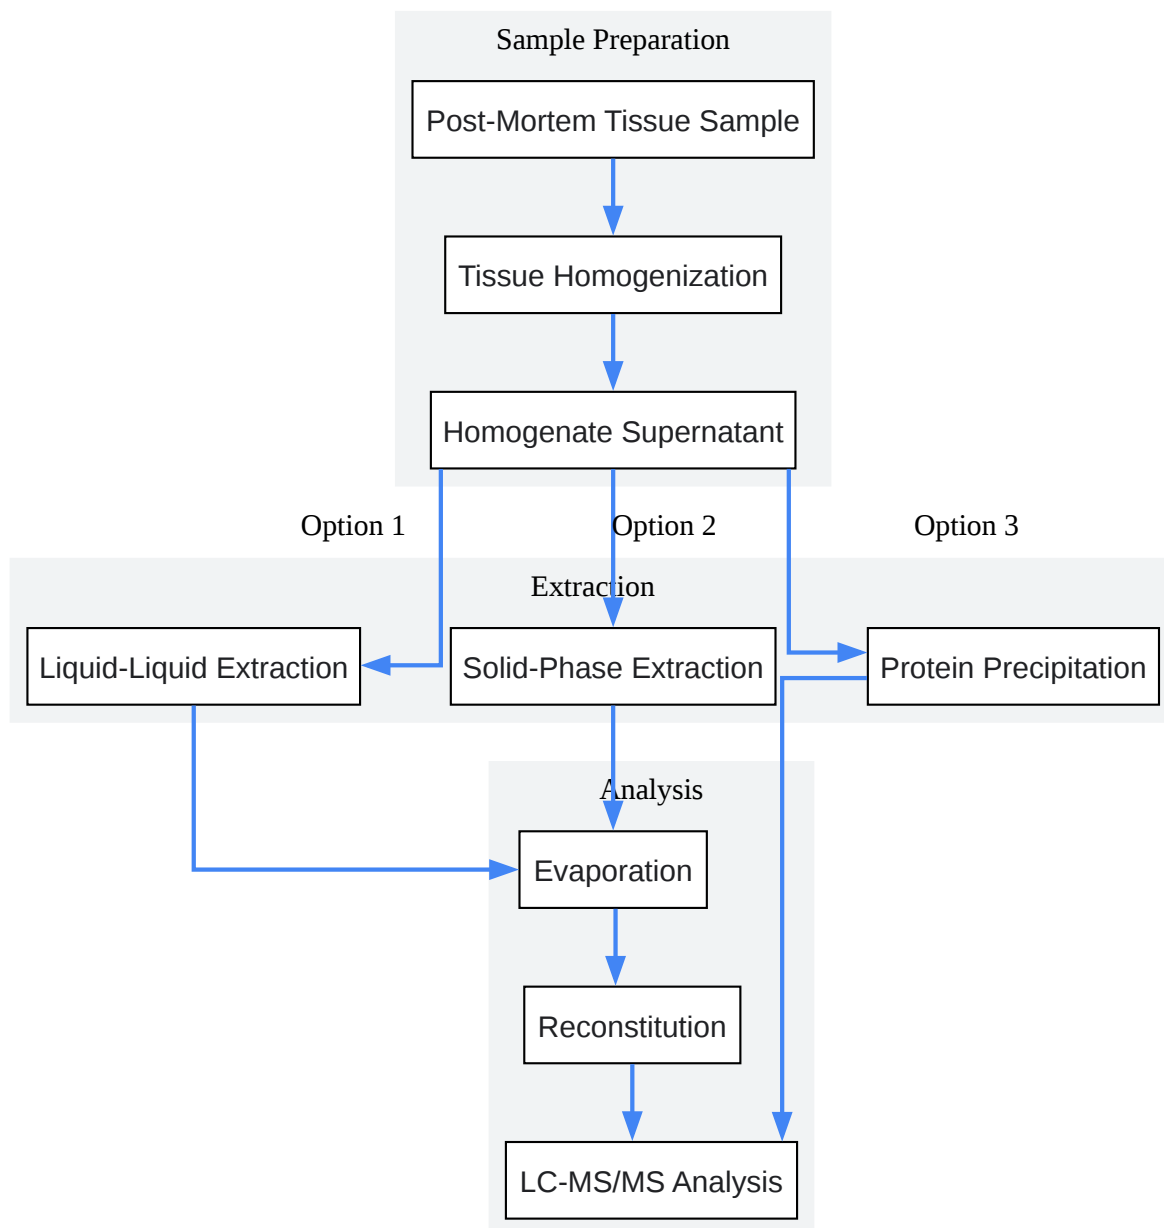 Sample Preparation
Post-Mortem Tissue Sample
Tissue Homogenization
Homogenate Supernatant
Option 1
Option 2
Option 3
Extraction
Liquid-Liquid Extraction
Solid-Phase Extraction
Protein Precipitation
Analysis
Evaporation
Reconstitution
LC-MS/MS Analysis